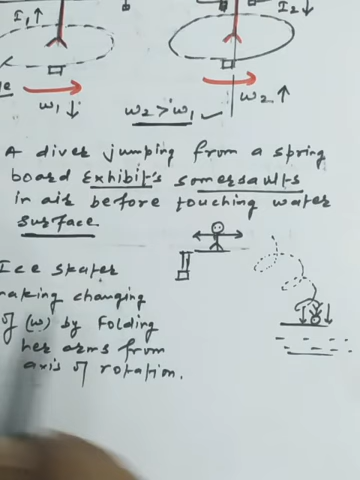 I₁↑
I₂↓
ω₁↓
ω₂↑
ω₂>ω₁ ✓
A diver jumping from a spring
board Exhibit's somersaults
in air before touching water
surface.
Ice skater
changing
of (ω) by Folding
her arms from
axis of rotation.